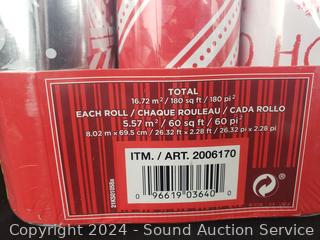 HO HO
TOTAL
16.72 m² / 180 sq ft / 180 pi²
EACH ROLL / CHAQUE ROULEAU / CADA ROLLO
5.57 m² / 60 sq ft / 60 pi²
8.02 m x 69.5 cm / 26.32 ft x 2.28 ft / 26.32 pi x 2.28 pi
ITM. / ART. 2006170
0 96619 03640 0
Copyright 2024 - Sound Auction Service